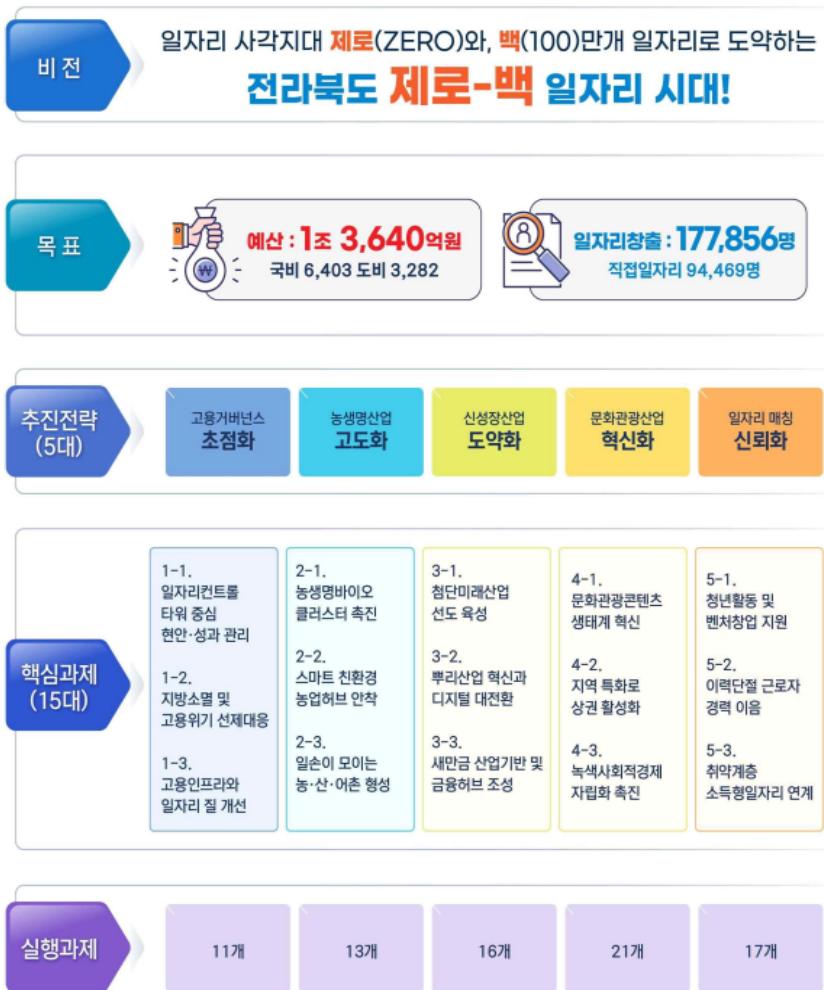 비전
일자리 사각지대 제로(ZERO)와, 백(100)만개 일자리로 도약하는
전라북도 제로-백 일자리 시대!
목표
예산 : 1조 3,640억원
국비 6,403 도비 3,282
일자리창출 : 177,856명
직접일자리 94,469명
추진전략
(5대)
고용거버넌스
초점화
농생명산업
고도화
신성장산업
도약화
문화관광산업
혁신화
일자리 매칭
신뢰화
핵심과제
(15대)
1-1.
일자리컨트롤
타워 중심
현안·성과 관리
1-2.
지방소멸 및
고용위기 선제대응
1-3.
고용인프라와
일자리 질 개선
2-1.
농생명바이오
클러스터 촉진
2-2.
스마트 친환경
농업허브 안착
2-3.
일손이 모이는
농·산·어촌 형성
3-1.
첨단미래산업
선도 육성
3-2.
뿌리산업 혁신과
디지털 대전환
3-3.
새만금 산업기반 및
금융허브 조성
4-1.
문화관광콘텐츠
생태계 혁신
4-2.
지역 특화로
상권 활성화
4-3.
녹색사회적경제
자립화 촉진
5-1.
청년활동 및
벤처창업 지원
5-2.
이력단절 근로자
경력 이음
5-3.
취약계층
소득형일자리 연계
실행과제
11개
13개
16개
21개
17개